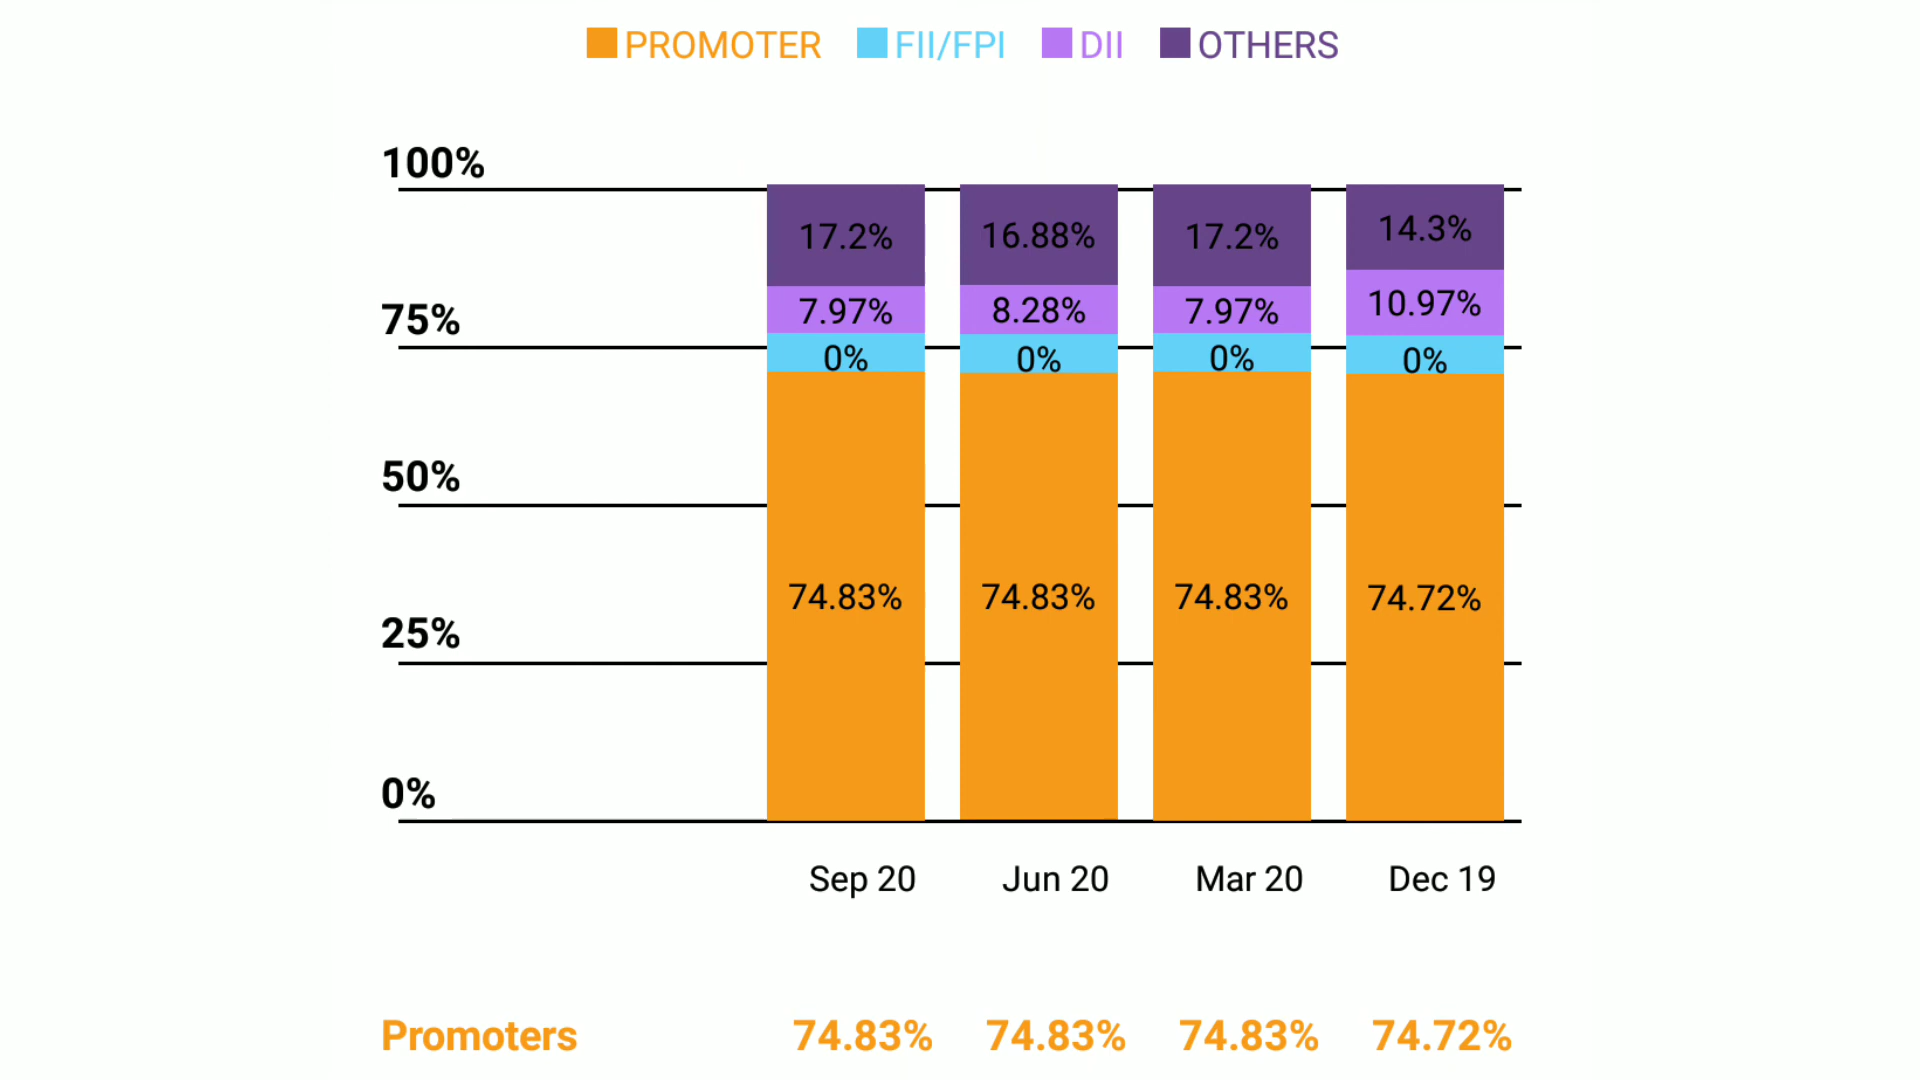 PROMOTER FII/FPI DII OTHERS
100%
17.2% 16.88% 17.2% 14.3%
75%
7.97% 8.28% 7.97% 10.97%
0% 0% 0% 0%
50%
74.83% 74.83% 74.83% 74.72%
25%
0%
Sep 20 Jun 20 Mar 20 Dec 19
Promoters 74.83% 74.83% 74.83% 74.72%